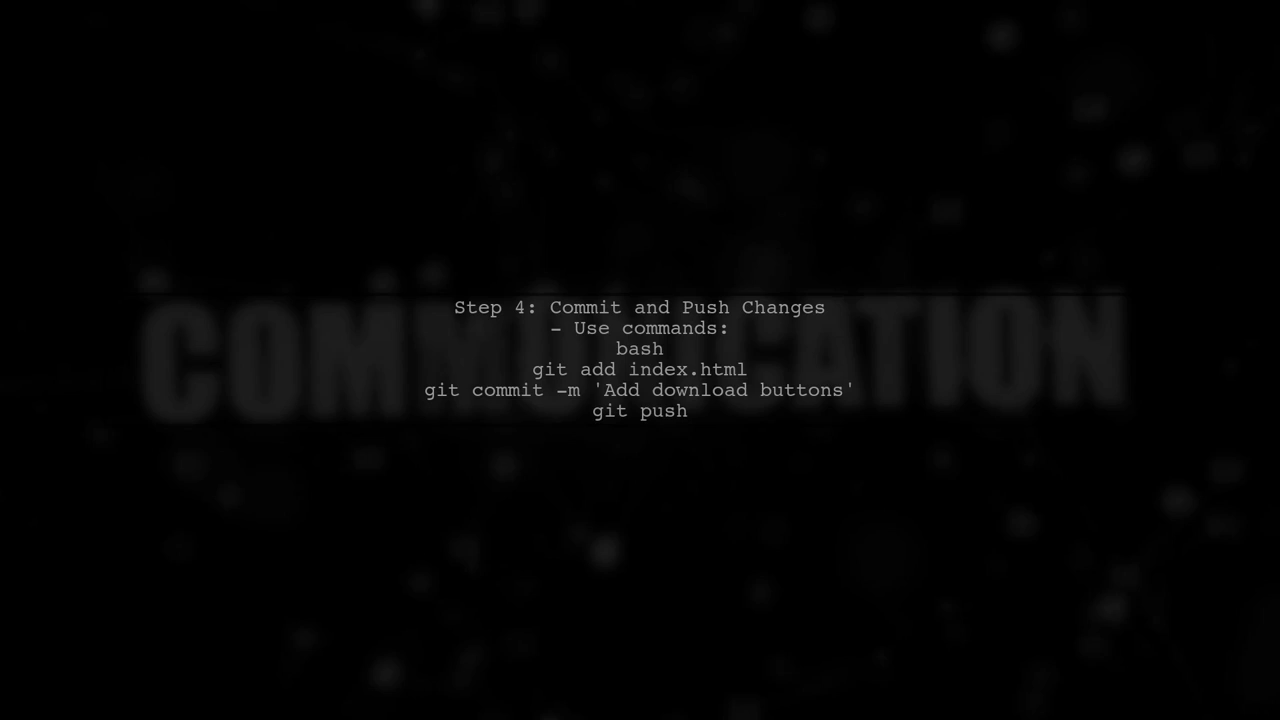 COMMUNICATION
Step 4: Commit and Push Changes
- Use commands:
bash
git add index.html
git commit -m 'Add download buttons'
git push